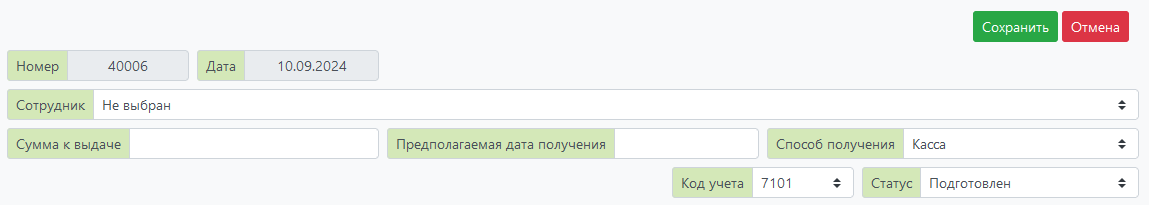 Сохранить Отмена
Номер 40006 Дата 10.09.2024
Сотрудник Не выбран
Сумма к выдаче Предполагаемая дата получения Способ получения Касса
Код учета 7101 Статус Подготовлен